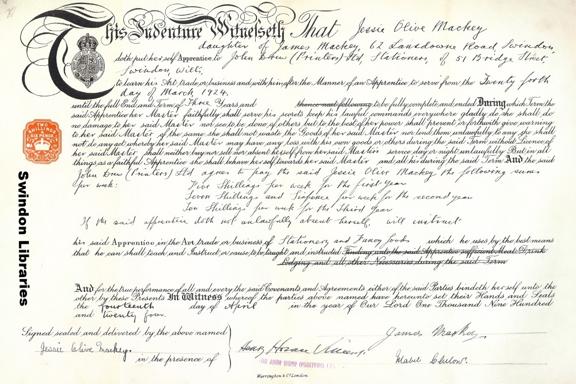 This Indenture Witnesseth That Jessie Olive Mackey
daughter of James Mackey, 62 Lansdowne Road, Swindon,
doth put her self Apprentice to John Drew (Printers) Ltd, Stationers, of 51 Bridge Street
Swindon, Wilts,
to learn her Art, trade or business and with him after the Manner of an Apprentice to serve from the Twenty fourth
day of March 1924.
until the full End and Term of Three Years and thence next following to be fully complete and ended During which Term the
said Apprentice her Master faithfully shall serve his secrets keep his lawful commands everywhere gladly do she shall do
no damage to her said Master nor see to be done of others but to the best of her power shall prevent or forthwith give warning
to her said Master of the same she shall not waste the Goods of her said Master nor lend them unlawfully to any she shall
not do any act whereby her said Master may have any loss with his own goods or others during the said Term without Licence of
her said Master shall neither buy nor sell nor absent herself from her said Master's service day or night unlawfully But in all
things as a faithful Apprentice she shall behave herself towards her said Master and all his during the said Term And the said
John Drew (Printers) Ltd agrees to pay the said Jessie Olive Mackey the following sums
per week:
Five Shillings per week for the first year
Seven Shillings and Sixpence per week for the second year
Ten Shillings per week for the Third Year
If the said apprentice doth not unlawfully absent herself, will instruct
her said Apprentice in the Art trade or business of Stationery and Fancy Goods which he uses by the best means
that he can shall teach and Instruct or cause to be taught and instructed Finding unto the said Apprentice sufficient Meat Drink
Lodging and all other Necessaries during the said Term
And for the true performance of all and every the said Covenants and Agreements either of the said Parties bindeth her self unto the
other by these Presents In Witness whereof the parties above named have hereunto set their Hands and Seals
the fourteenth day of April in the year of Our Lord One Thousand Nine Hundred
and twenty four.
Signed sealed and delivered by the above named
Jessie Olive Mackey
in the presence of
James Mackey
Mabel
Waterlow & Co. London
TWO
SHILLINGS
SIX PENCE
Swindon Libraries